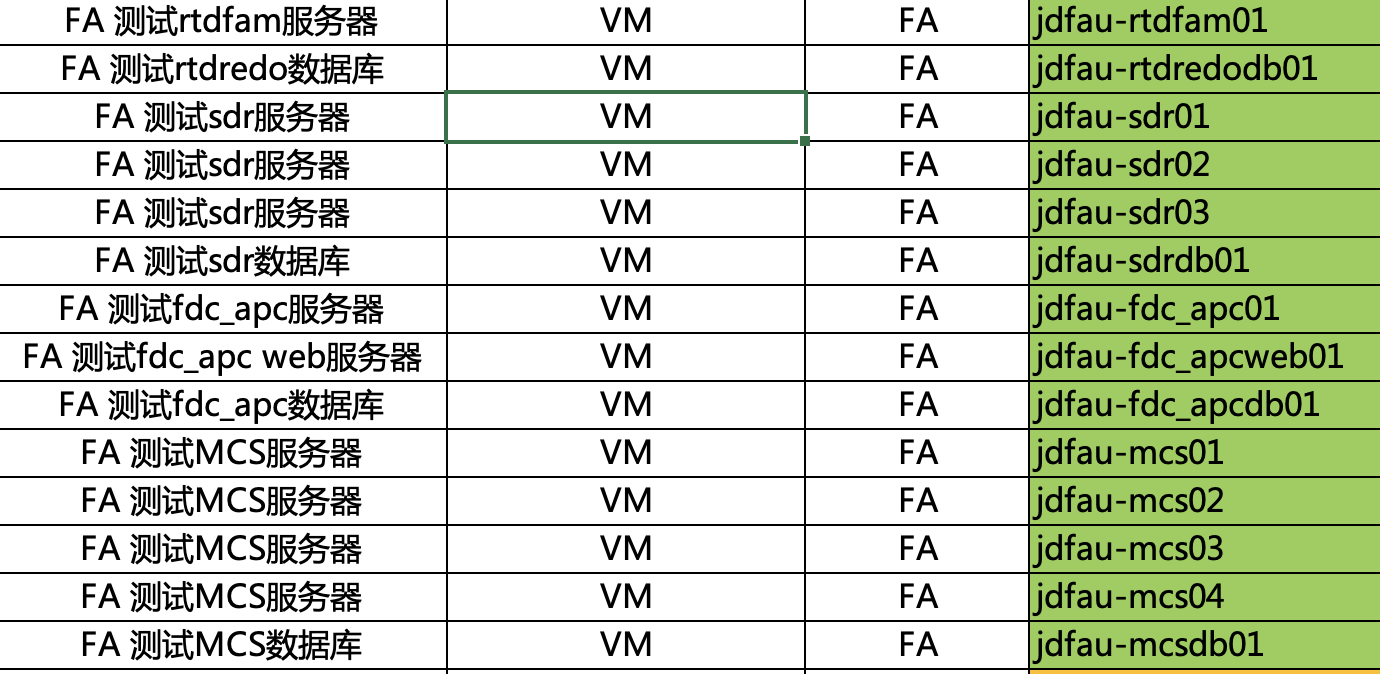 FA 测试rtdfam服务器 VM FA jdfau-rtdfam01
FA 测试rtdredo数据库 VM FA jdfau-rtdredodb01
FA 测试sdr服务器 VM FA jdfau-sdr01
FA 测试sdr服务器 VM FA jdfau-sdr02
FA 测试sdr服务器 VM FA jdfau-sdr03
FA 测试sdr数据库 VM FA jdfau-sdrdb01
FA 测试fdc_apc服务器 VM FA jdfau-fdc_apc01
FA 测试fdc_apc web服务器 VM FA jdfau-fdc_apcweb01
FA 测试fdc_apc数据库 VM FA jdfau-fdc_apcdb01
FA 测试MCS服务器 VM FA jdfau-mcs01
FA 测试MCS服务器 VM FA jdfau-mcs02
FA 测试MCS服务器 VM FA jdfau-mcs03
FA 测试MCS服务器 VM FA jdfau-mcs04
FA 测试MCS数据库 VM FA jdfau-mcsdb01